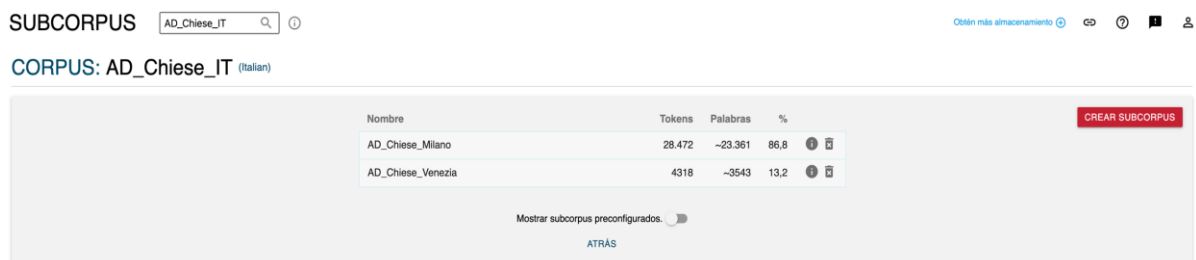 SUBCORPUS AD_Chiese_IT Obtén más almacenamiento
CORPUS: AD_Chiese_IT (Italian)
CREAR SUBCORPUS
Nombre Tokens Palabras %
AD_Chiese_Milano 28.472 ~23.361 86,8
AD_Chiese_Venezia 4318 ~3543 13,2
Mostrar subcorpus preconfigurados.
ATRÁS